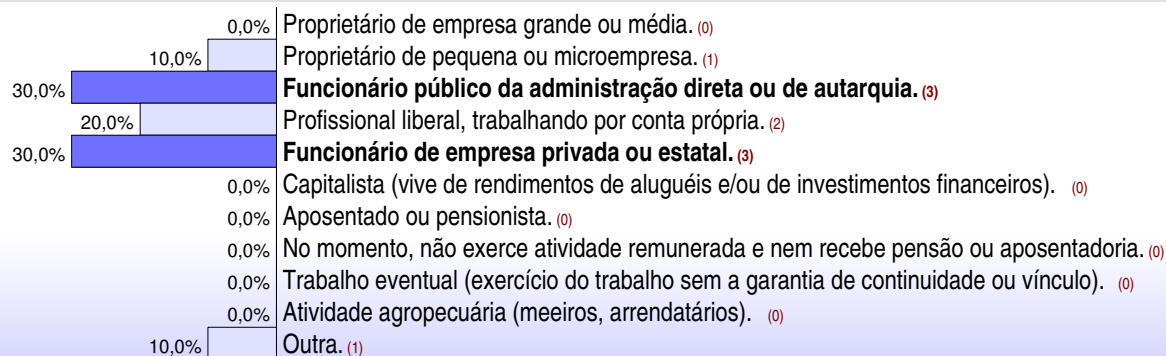 0,0% Proprietário de empresa grande ou média. (0)
10,0% Proprietário de pequena ou microempresa. (1)
30,0% Funcionário público da administração direta ou de autarquia. (3)
20,0% Profissional liberal, trabalhando por conta própria. (2)
30,0% Funcionário de empresa privada ou estatal. (3)
0,0% Capitalista (vive de rendimentos de aluguéis e/ou de investimentos financeiros). (0)
0,0% Aposentado ou pensionista. (0)
0,0% No momento, não exerce atividade remunerada e nem recebe pensão ou aposentadoria. (0)
0,0% Trabalho eventual (exercício do trabalho sem a garantia de continuidade ou vínculo). (0)
0,0% Atividade agropecuária (meeiros, arrendatários). (0)
10,0% Outra. (1)